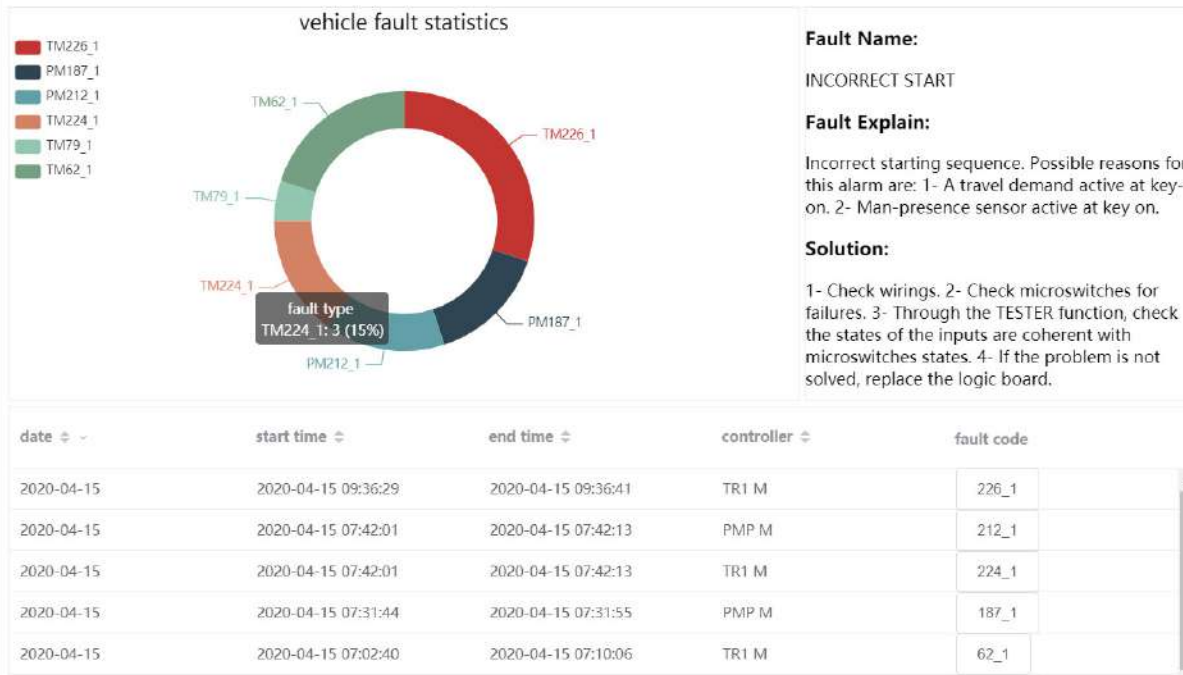 vehicle fault statistics
TM226_1
PM187_1
PM212_1
TM224_1
TM79_1
TM62_1
TM62_1
TM226_1
TM79_1
TM224_1
fault type
TM224_1: 3 (15%)
PM187_1
PM212_1
Fault Name:
INCORRECT START
Fault Explain:
Incorrect starting sequence. Possible reasons for
this alarm are: 1- A travel demand active at key-
on. 2- Man-presence sensor active at key on.
Solution:
1- Check wirings. 2- Check microswitches for
failures. 3- Through the TESTER function, check
the states of the inputs are coherent with
microswitches states. 4- If the problem is not
solved, replace the logic board.
date start time end time controller fault code
2020-04-15 2020-04-15 09:36:29 2020-04-15 09:36:41 TR1 M 226_1
2020-04-15 2020-04-15 07:42:01 2020-04-15 07:42:13 PMP M 212_1
2020-04-15 2020-04-15 07:42:01 2020-04-15 07:42:13 TR1 M 224_1
2020-04-15 2020-04-15 07:31:44 2020-04-15 07:31:55 PMP M 187_1
2020-04-15 2020-04-15 07:02:40 2020-04-15 07:10:06 TR1 M 62_1